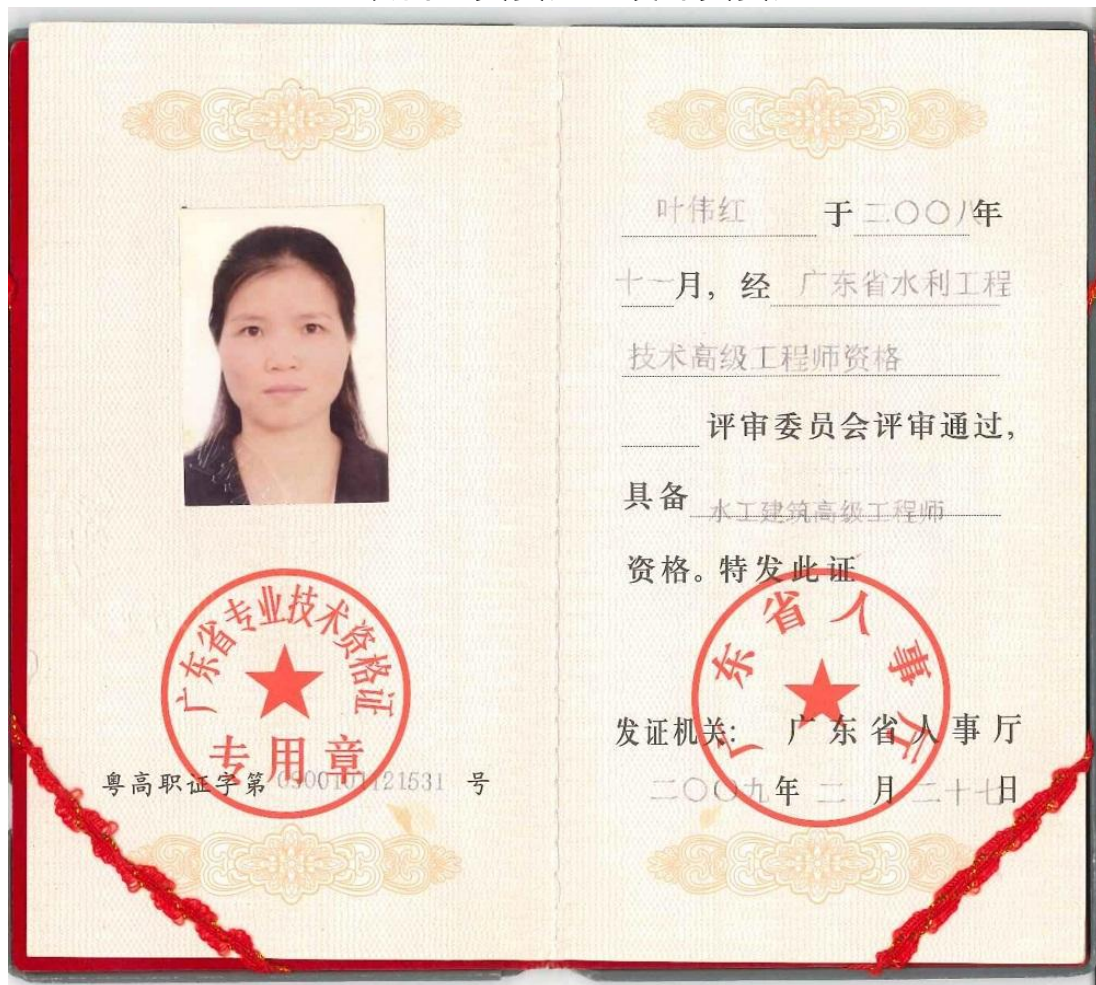 广东省专业技术资格证
专用章
粤高职证字第 0900101121531 号
叶伟红 于二〇〇八年
十一月，经 广东省水利工程
技术高级工程师资格
评审委员会评审通过，
具备 水工建筑高级工程师
资格。特发此证
广东省人事厅
发证机关： 广东省人事厅
二〇〇九年 二 月 二十七日